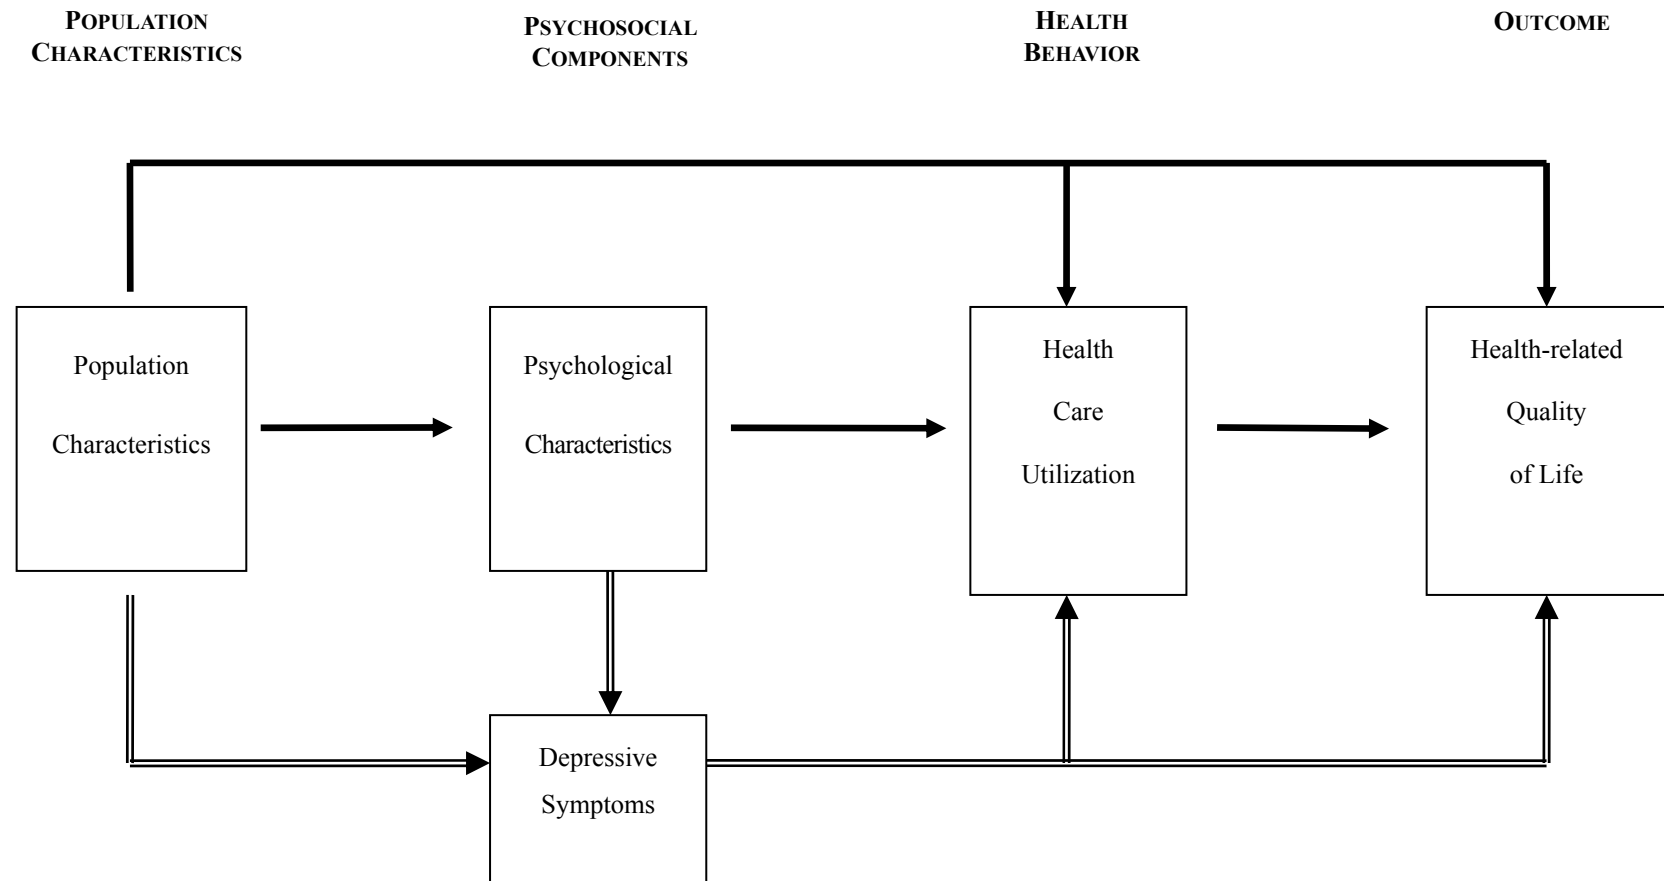 POPULATION
CHARACTERISTICS
PSYCHOSOCIAL
COMPONENTS
HEALTH
BEHAVIOR
OUTCOME
Population
Characteristics
Psychological
Characteristics
Health
Care
Utilization
Health-related
Quality
of Life
Depressive
Symptoms